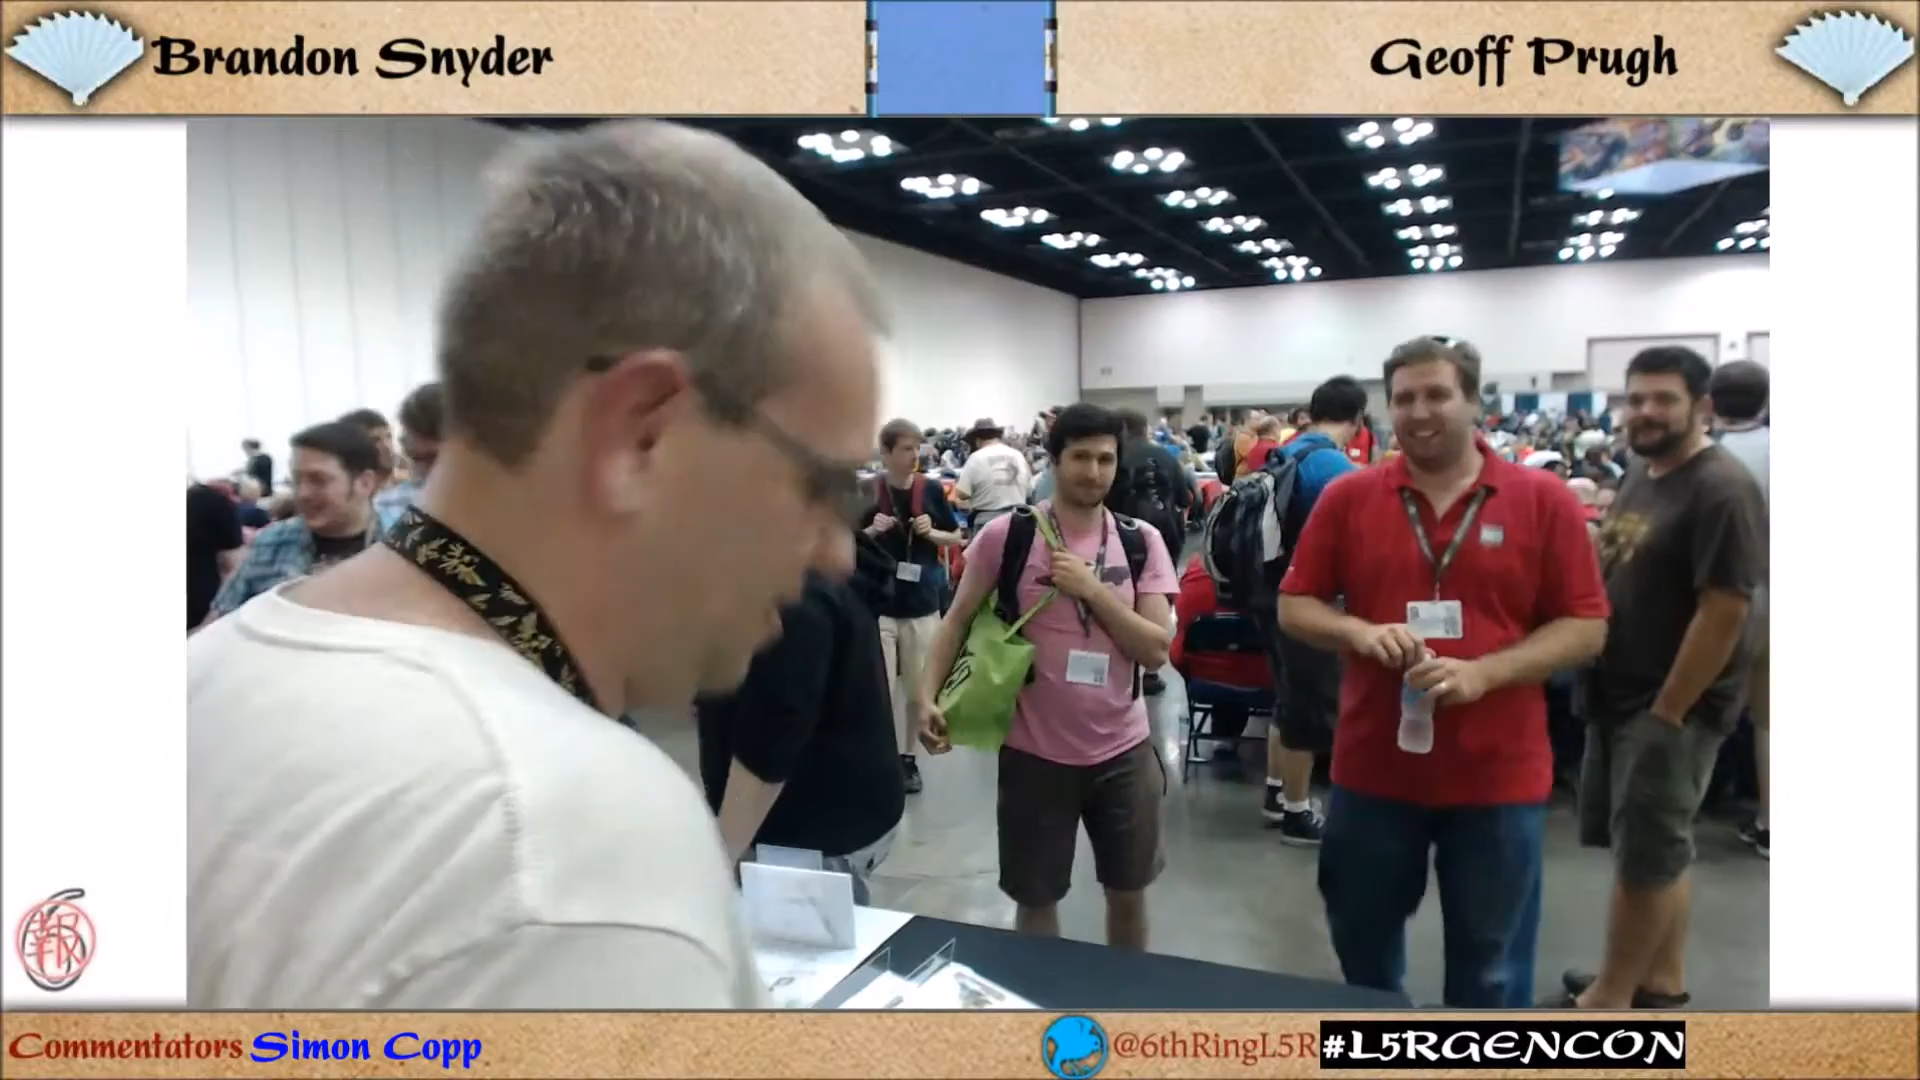 Brandon Snyder
Geoff Prugh
Commentators Simon Copp
@6thRingL5R #L5RGENCON